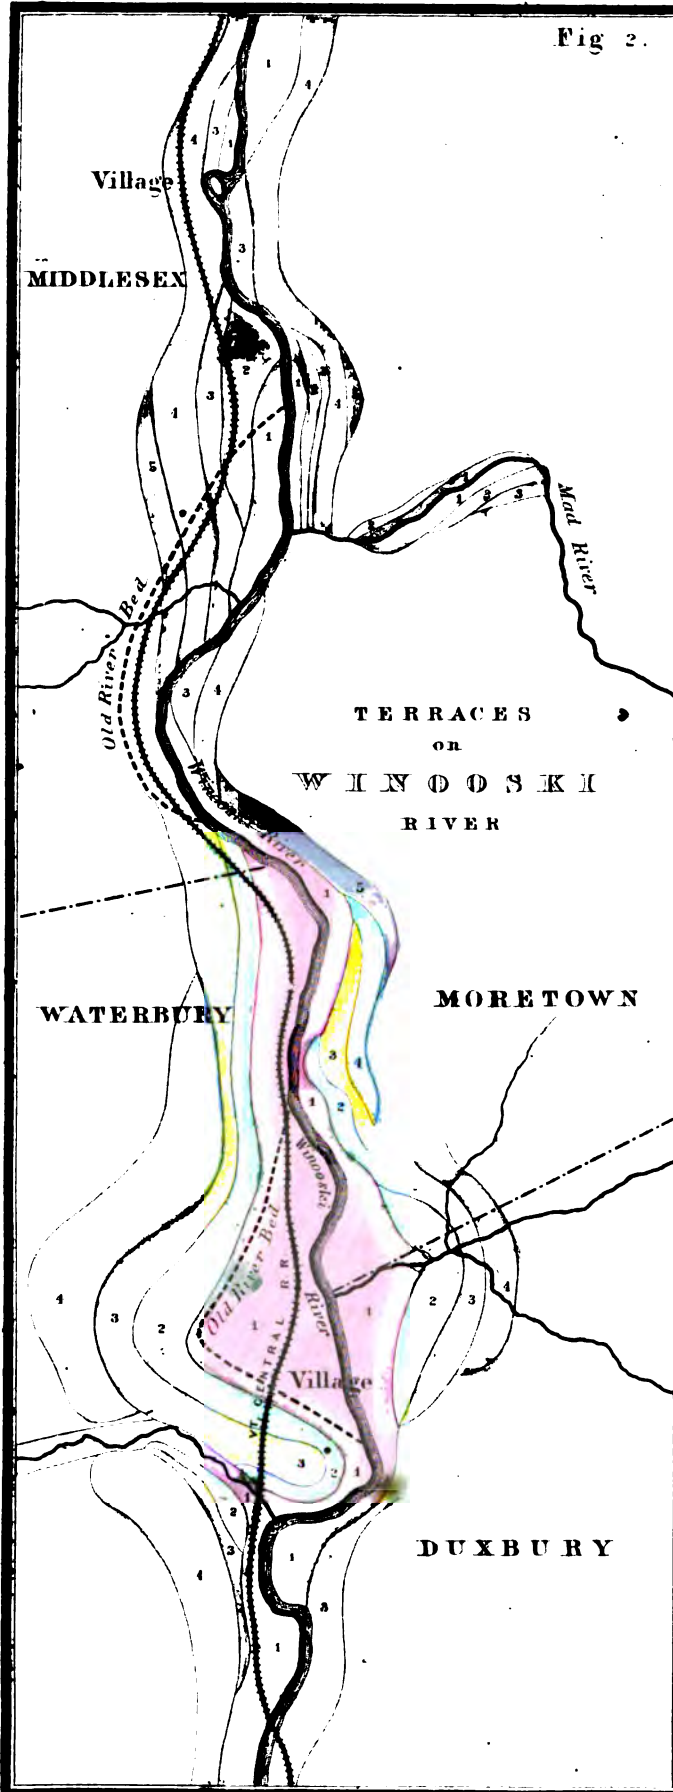 Fig 2.
Village
MIDDLESEX
Mad River
Old River Bed
TERRACES
on
WINOOSKI
RIVER
Winooski River
WATERBURY
MORETOWN
Winooski River
Old River Bed
VT. CENTRAL R.R.
Village
DUXBURY